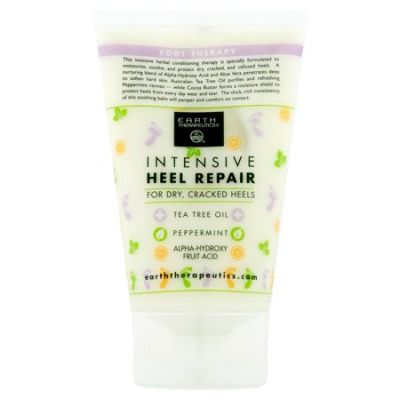 FOOT THERAPY
This intensive herbal conditioning therapy is specially formulated to
moisturize, soothe, and protect dry, cracked, and callused heels. A
nurturing blend of Alpha-Hydroxy Acid and Aloe Vera penetrates deep
to soften hard skin. Australian Tea Tree Oil purifies and refreshing
Peppermint revives — while Cocoa Butter forms a moisture shield to
protect heels from every day wear and tear. The thick, rich consistency
of this soothing balm will pamper and comfort on contact.
EARTH
THERAPEUTICS®
INTENSIVE
HEEL REPAIR
FOR DRY, CRACKED HEELS
TEA TREE OIL
PEPPERMINT
ALPHA-HYDROXY
FRUIT ACID
earththerapeutics.com